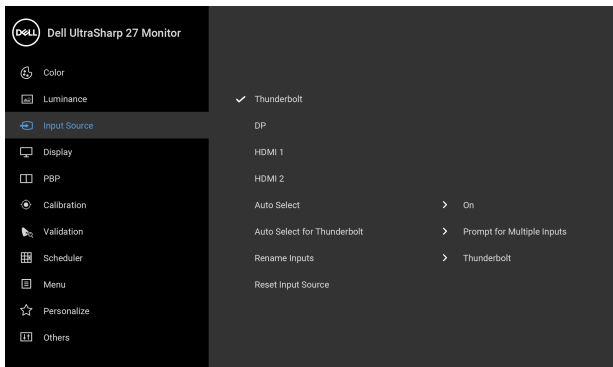 DELL Dell UltraSharp 27 Monitor
Color
Luminance
Input Source
Display
PBP
Calibration
Validation
Scheduler
Menu
Personalize
Others
Thunderbolt
DP
HDMI 1
HDMI 2
Auto Select On
Auto Select for Thunderbolt Prompt for Multiple Inputs
Rename Inputs Thunderbolt
Reset Input Source